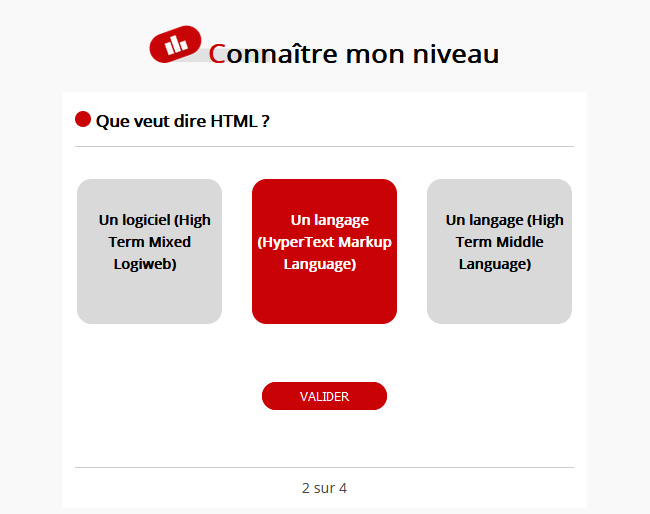 Connaître mon niveau
Que veut dire HTML ?
Un logiciel (High
Term Mixed
Logiweb)
Un langage
(HyperText Markup
Language)
Un langage (High
Term Middle
Language)
VALIDER
2 sur 4